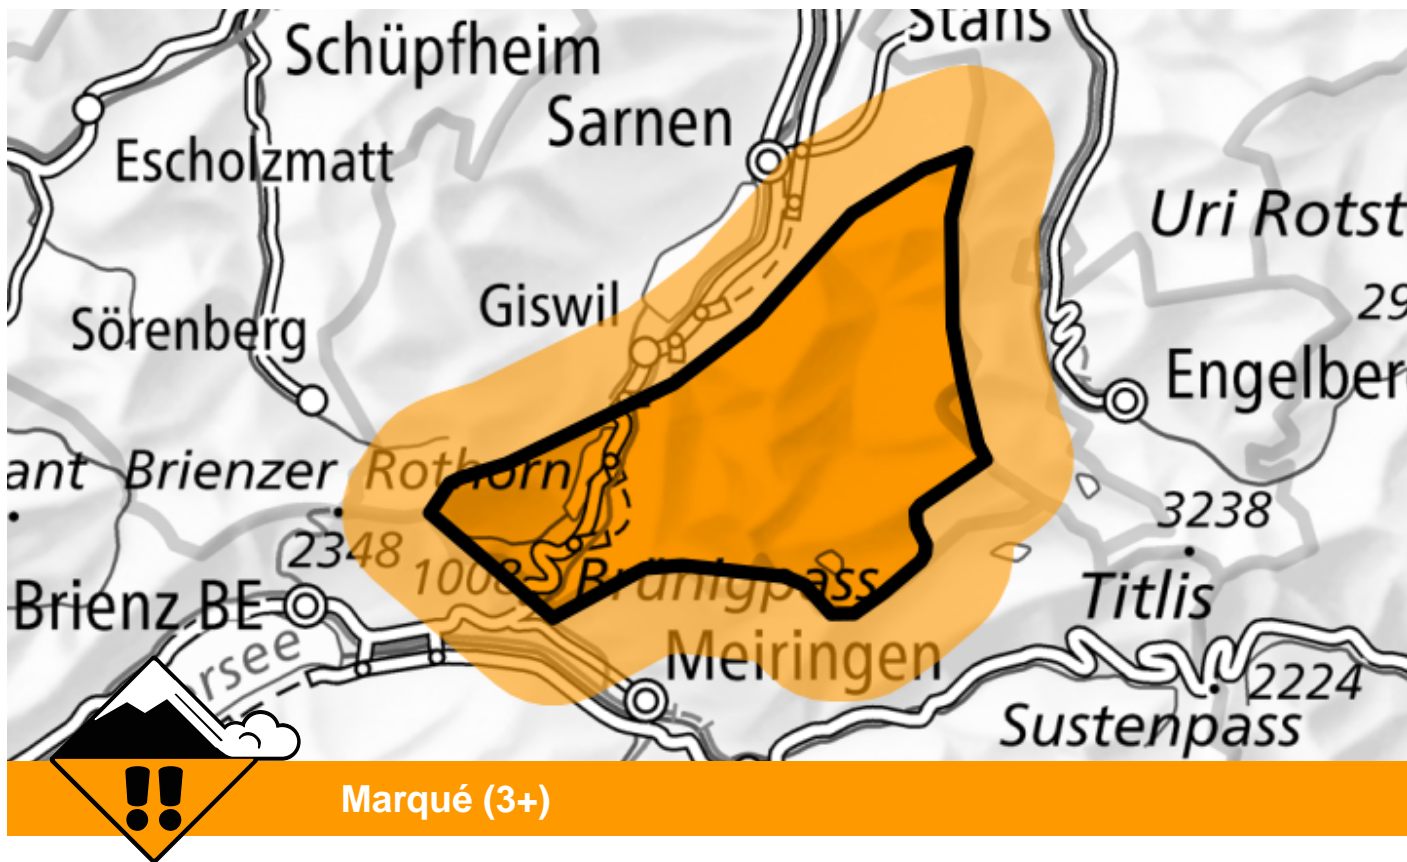 Stans
Schüpfheim
Sarnen
Escholzmatt
Uri Rotst
Giswil
29
Sörenberg
Engelber
ant Brienzer Rothorn
3238
2348
1008
Brünigpass
Brienz BE
Titlis
rsee
Meiringen
2224
Sustenpass
!!
Marqué (3+)